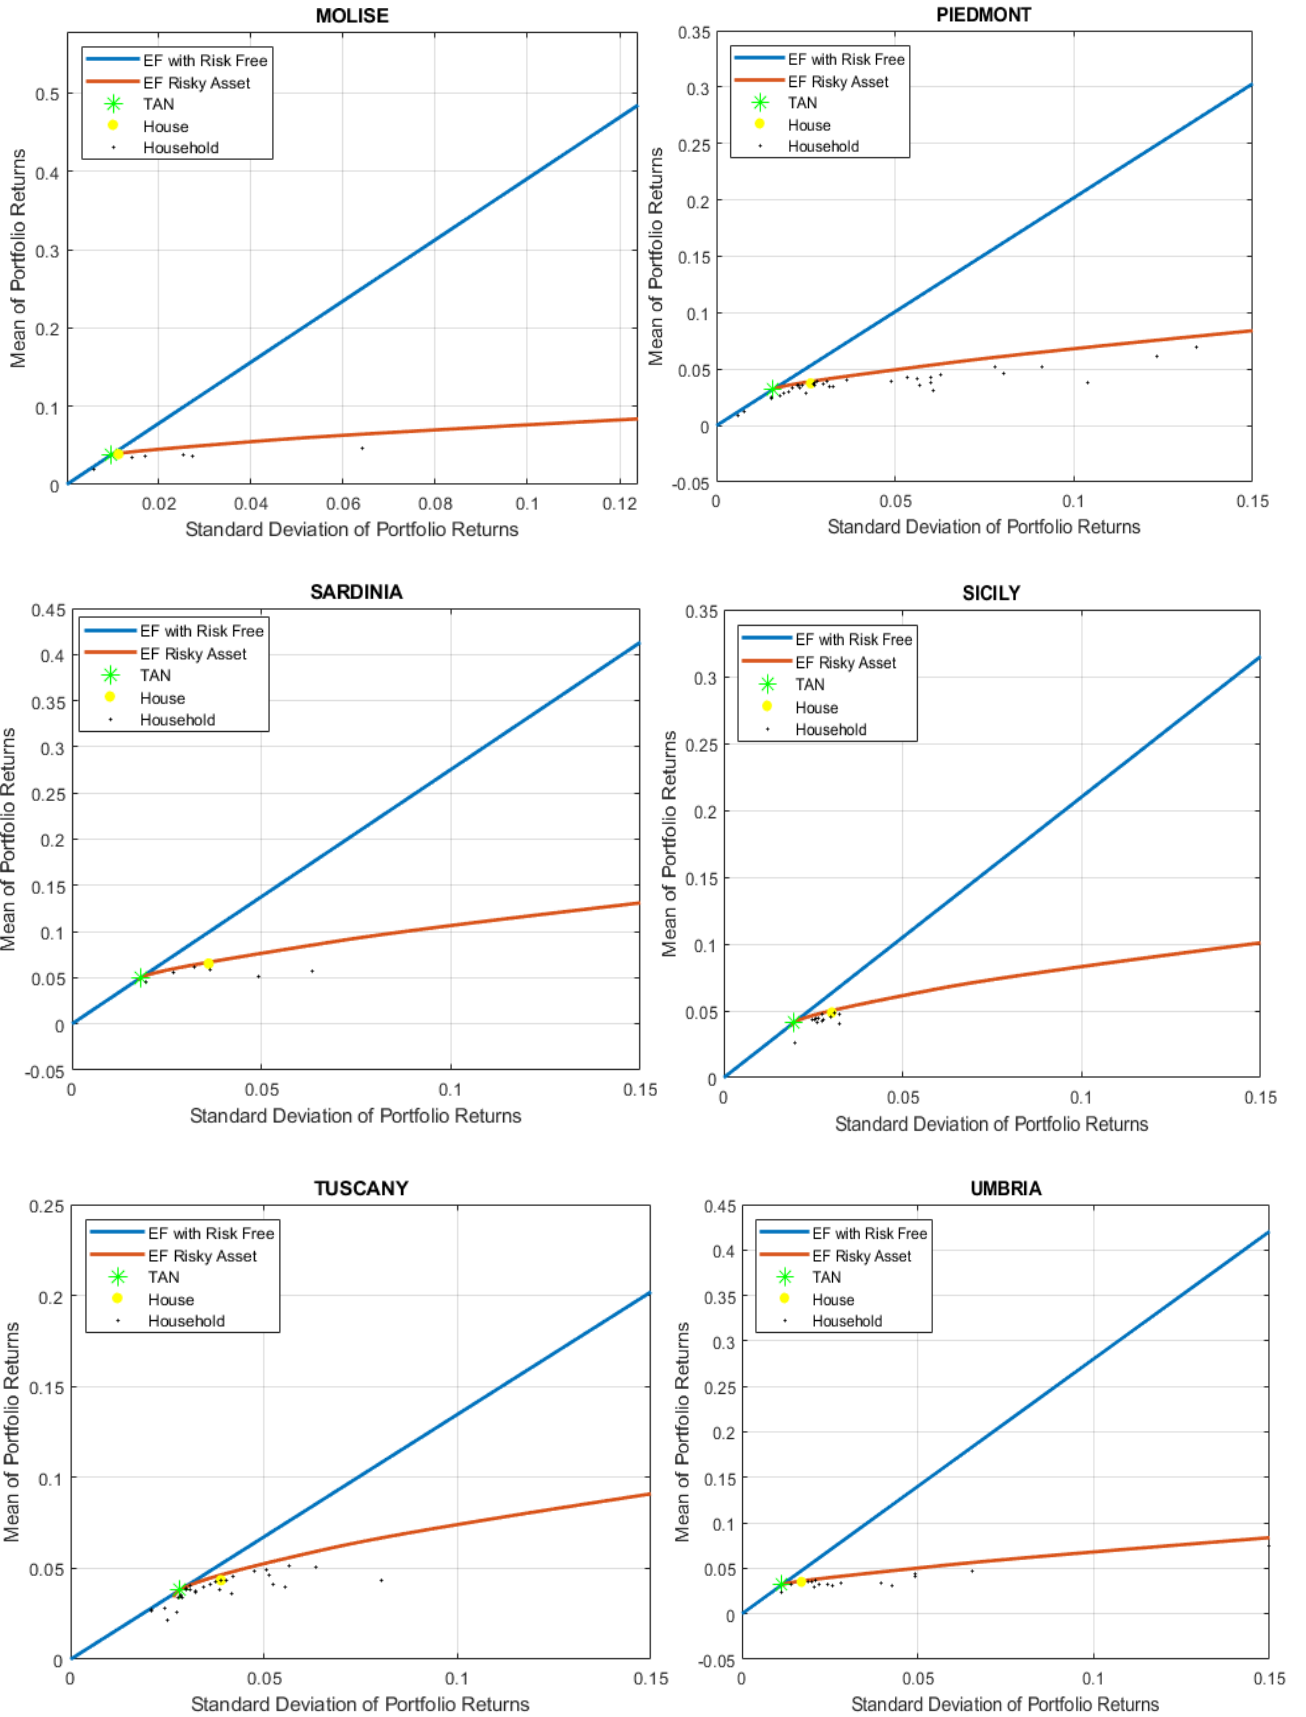 MOLISE
EF with Risk Free
EF Risky Asset
TAN
House
Household
0.5
0.4
0.3
0.2
0.1
0
0.02
0.04
0.06
0.08
0.1
0.12
Mean of Portfolio Returns
Standard Deviation of Portfolio Returns
PIEDMONT
EF with Risk Free
EF Risky Asset
TAN
House
Household
0.35
0.3
0.25
0.2
0.15
0.1
0.05
0
-0.05
0
0.05
0.1
0.15
Mean of Portfolio Returns
Standard Deviation of Portfolio Returns
SARDINIA
EF with Risk Free
EF Risky Asset
TAN
House
Household
0.45
0.4
0.35
0.3
0.25
0.2
0.15
0.1
0.05
0
-0.05
0
0.05
0.1
0.15
Mean of Portfolio Returns
Standard Deviation of Portfolio Returns
SICILY
EF with Risk Free
EF Risky Asset
TAN
House
Household
0.35
0.3
0.25
0.2
0.15
0.1
0.05
0
0
0.05
0.1
0.15
Mean of Portfolio Returns
Standard Deviation of Portfolio Returns
TUSCANY
EF with Risk Free
EF Risky Asset
TAN
House
Household
0.25
0.2
0.15
0.1
0.05
0
0
0.05
0.1
0.15
Mean of Portfolio Returns
Standard Deviation of Portfolio Returns
UMBRIA
EF with Risk Free
EF Risky Asset
TAN
House
Household
0.45
0.4
0.35
0.3
0.25
0.2
0.15
0.1
0.05
0
-0.05
0
0.05
0.1
0.15
Mean of Portfolio Returns
Standard Deviation of Portfolio Returns